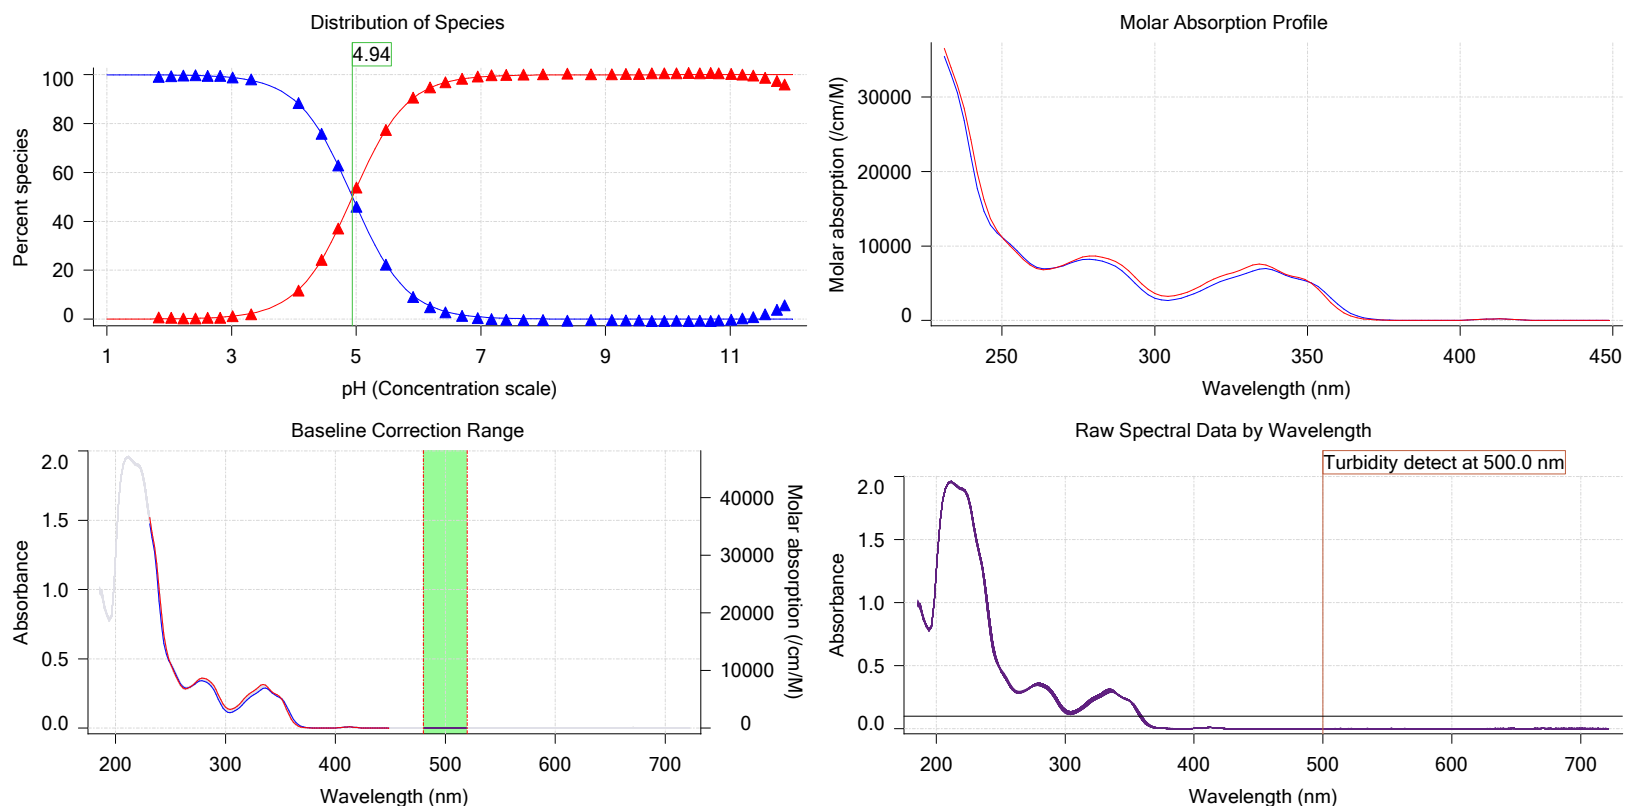 Distribution of Species
4.94
100
80
60
40
20
0
Percent species
1 3 5 7 9 11
pH (Concentration scale)
Molar Absorption Profile
30000
20000
10000
0
Molar absorption (/cm/M)
250 300 350 400 450
Wavelength (nm)
Baseline Correction Range
2.0
1.5
1.0
0.5
0.0
Absorbance
40000
30000
20000
10000
0
Molar absorption (/cm/M)
200 300 400 500 600 700
Wavelength (nm)
Raw Spectral Data by Wavelength
Turbidity detect at 500.0 nm
2.0
1.5
1.0
0.5
0.0
Absorbance
200 300 400 500 600 700
Wavelength (nm)